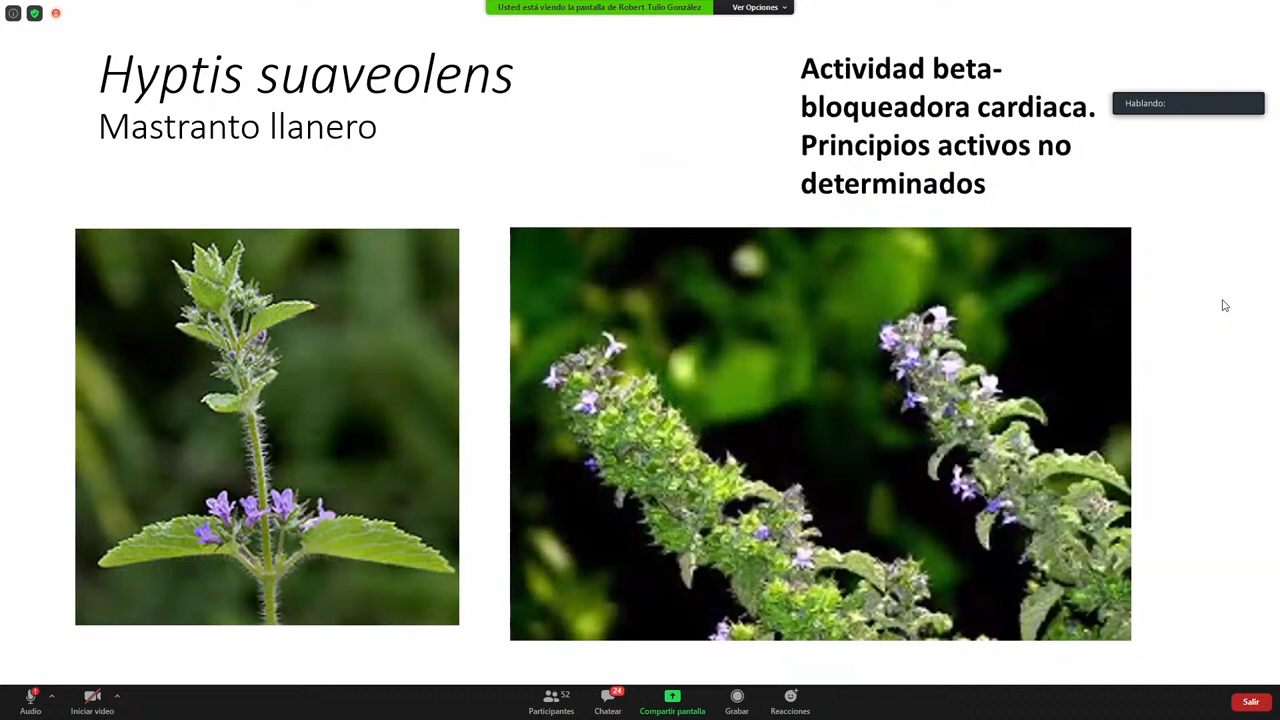 Usted está viendo la pantalla de Robert Tulio González
Ver Opciones
Hyptis suaveolens
Mastranto llanero
Actividad beta-
bloqueadora cardiaca.
Principios activos no
determinados
Hablando:
Audio
Iniciar video
52
Participantes
24
Chatear
Compartir pantalla
Grabar
Reacciones
Salir